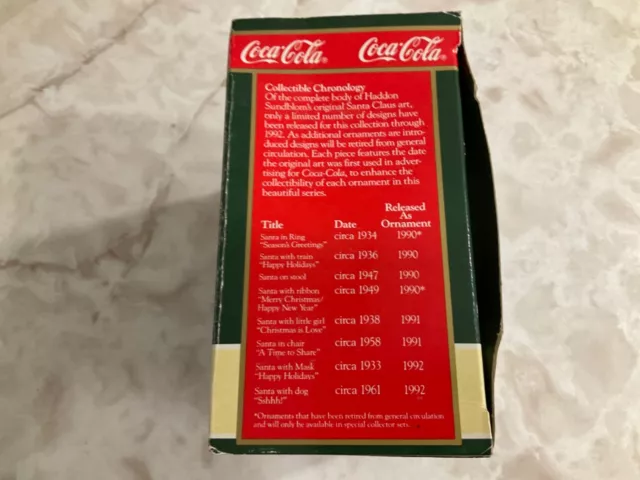 Coca-Cola® Coca-Cola®
Collectible Chronology
Of the complete body of Haddon
Sundblom's original Santa Claus art,
only a limited number of designs have
been released for this collection through
1992. As additional ornaments are intro-
duced designs will be retired from general
circulation. Each piece features the date
the original art was first used in adver-
tising for Coca-Cola, to enhance the
collectibility of each ornament in this
beautiful series.
Released
As
Title Date Ornament
Santa in Ring circa 1934 1990*
"Season's Greetings"
Santa with train circa 1936 1990
"Happy Holidays"
Santa on stool circa 1947 1990
Santa with ribbon circa 1949 1990*
"Merry Christmas/
Happy New Year"
Santa with little girl circa 1938 1991
"Christmas is Love"
Santa in chair circa 1958 1991
"A Time to Share"
Santa with Mask circa 1933 1992
"Happy Holidays"
Santa with dog circa 1961 1992
"Sshhh!"
*Ornaments that have been retired from general circulation
and will only be available in special collector sets.